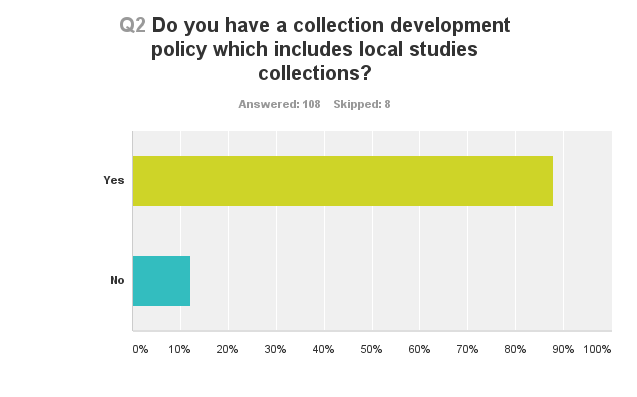 Q2 Do you have a collection development
policy which includes local studies
collections?
Answered: 108 Skipped: 8
Yes
No
0% 10% 20% 30% 40% 50% 60% 70% 80% 90% 100%